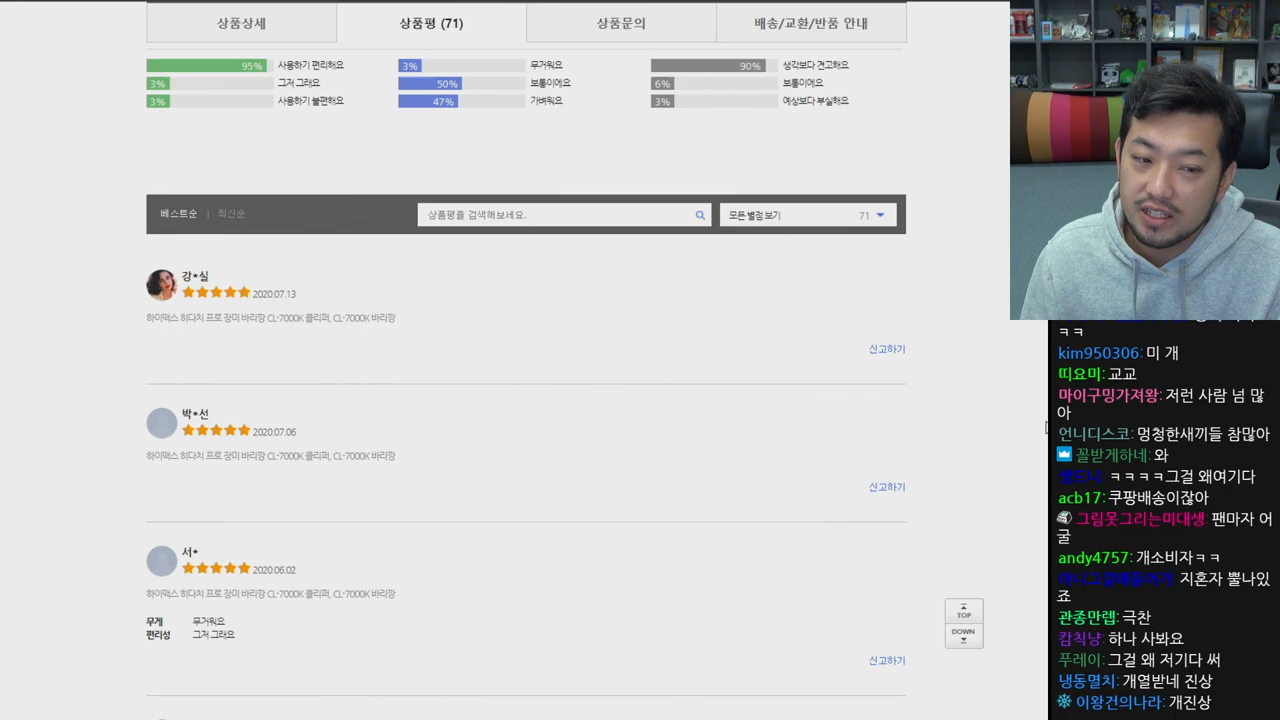 상품상세
상품평 (71)
상품문의
배송/교환/반품 안내
95% 사용하기 편리해요
3% 그저 그래요
3% 사용하기 불편해요
3% 무거워요
50% 보통이에요
47% 가벼워요
90% 생각보다 견고해요
6% 보통이에요
3% 예상보다 부실해요
베스트순 | 최신순
상품평을 검색해보세요.
모든 별점 보기 71
강*실
2020.07.13
하이맥스 히다치 프로 장미 바리깡 CL-7000K 클리퍼, CL-7000K 바리깡
신고하기
박*선
2020.07.06
하이맥스 히다치 프로 장미 바리깡 CL-7000K 클리퍼, CL-7000K 바리깡
신고하기
서*
2020.06.02
하이맥스 히다치 프로 장미 바리깡 CL-7000K 클리퍼, CL-7000K 바리깡
무게 무거워요
편리성 그저 그래요
신고하기
TOP
DOWN
ㅋㅋ
kim950306: 미 개
띠요미: 교교
마이구밍가져왕: 저런 사람 넘 많
아
언니디스코: 멍청한새끼들 참많아
꼴받게하네: 와
ㅋㅋㅋㅋ그걸 왜여기다
acb17: 쿠팡배송이잖아
그림못그리는미대생: 팬마자 어
굴
andy4757: 개소비자ㅋㅋ
지혼자 뿔나있
죠
관종만렙: 극찬
캄칙냥: 하나 사봐요
푸레이: 그걸 왜 저기다 써
냉동멸치: 개열받네 진상
이왕건의나라: 개진상